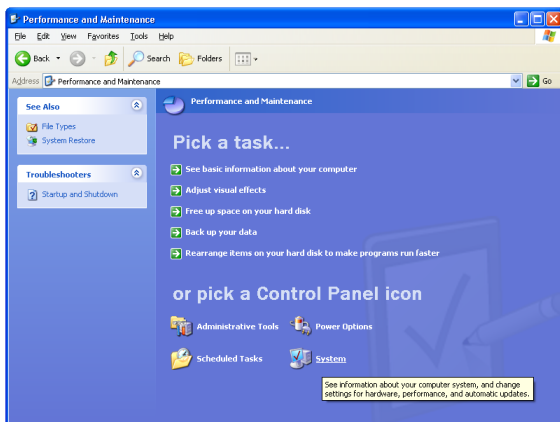 Performance and Maintenance
File Edit View Favorites Tools Help
Back Search Folders
Address Performance and Maintenance Go
See Also
File Types
System Restore
Troubleshooters
Startup and Shutdown
Performance and Maintenance
Pick a task...
See basic information about your computer
Adjust visual effects
Free up space on your hard disk
Back up your data
Rearrange items on your hard disk to make programs run faster
or pick a Control Panel icon
Administrative Tools Power Options
Scheduled Tasks System
See information about your computer system, and change
settings for hardware, performance, and automatic updates.